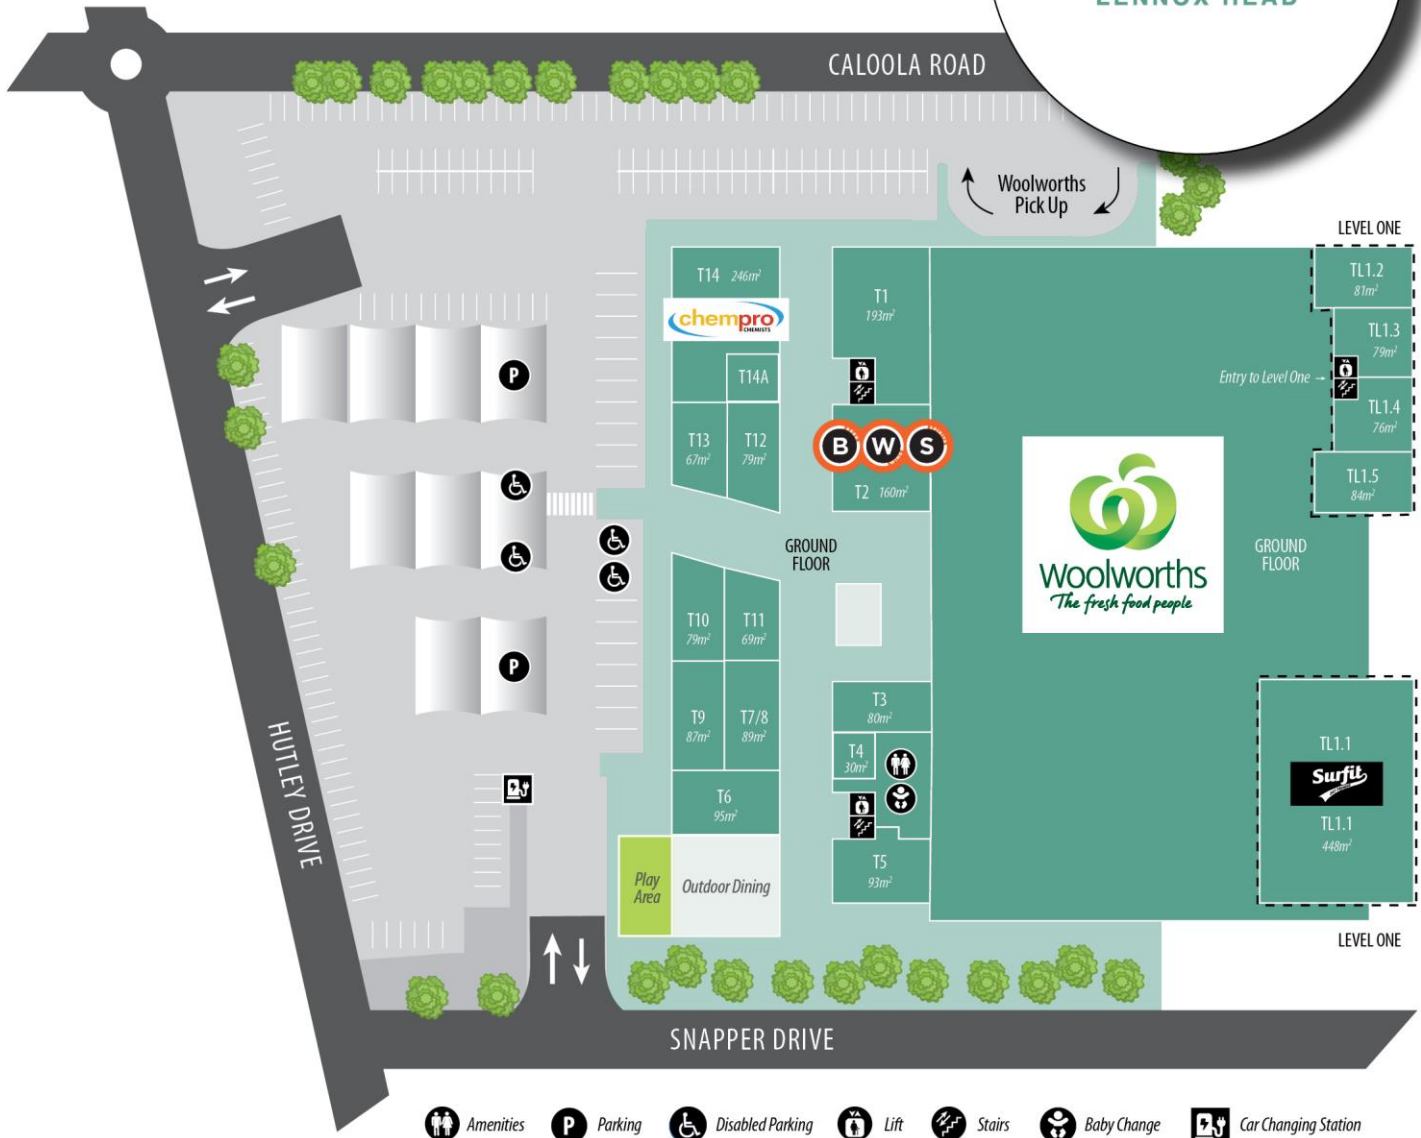 LENNOX HEAD
CALOOLA ROAD
Woolworths
Pick Up
LEVEL ONE
T14 246m²
chempro
CHEMISTS
T14A
T13
67m²
T12
79m²
T1
193m²
BWS
T2 160m²
TL1.2
81m²
TL1.3
79m²
Entry to Level One →
TL1.4
76m²
TL1.5
84m²
P
GROUND
FLOOR
Woolworths
The fresh food people
GROUND
FLOOR
T10
79m²
T11
69m²
T9
87m²
T7/8
89m²
T6
95m²
P
T3
80m²
T4
30m²
T5
93m²
TL1.1
Surfit
TL1.1
448m²
HUTLEY DRIVE
Play
Area
Outdoor Dining
LEVEL ONE
SNAPPER DRIVE
Amenities P Parking Disabled Parking Lift Stairs Baby Change Car Changing Station